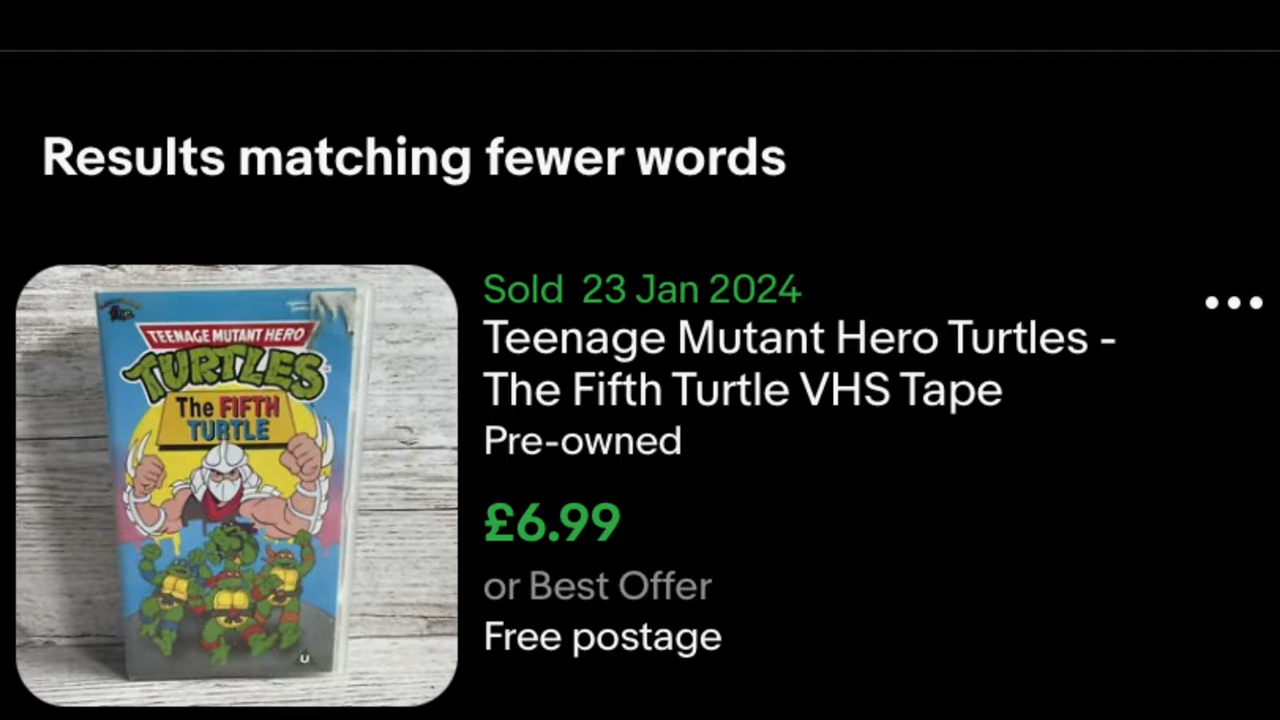 Results matching fewer words
Sold 23 Jan 2024
Teenage Mutant Hero Turtles -
The Fifth Turtle VHS Tape
Pre-owned
£6.99
or Best Offer
Free postage
TEENAGE MUTANT HERO
TURTLES
The FIFTH
TURTLE
U